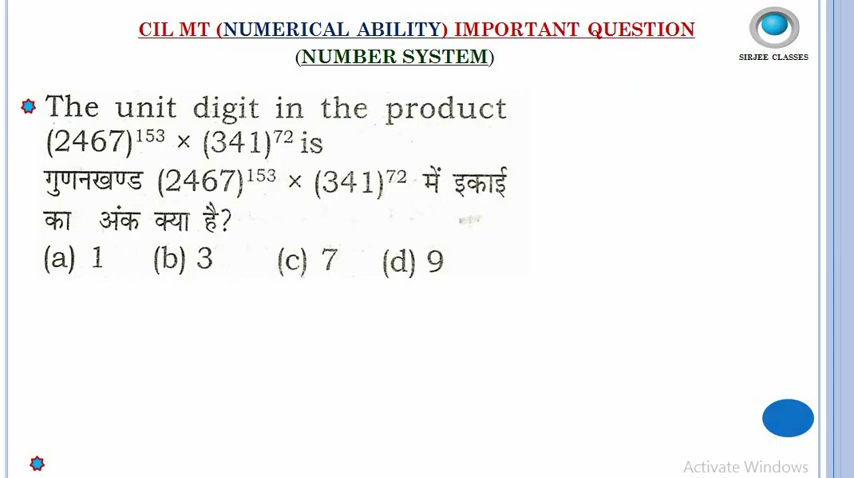 CIL MT (NUMERICAL ABILITY) IMPORTANT QUESTION
(NUMBER SYSTEM)
SIRJEE CLASSES
The unit digit in the product
(2467)¹⁵³ × (341)⁷² is
गुणनखण्ड (2467)¹⁵³ × (341)⁷² में इकाई
का अंक क्या है?
(a) 1 (b) 3 (c) 7 (d) 9
Activate Windows